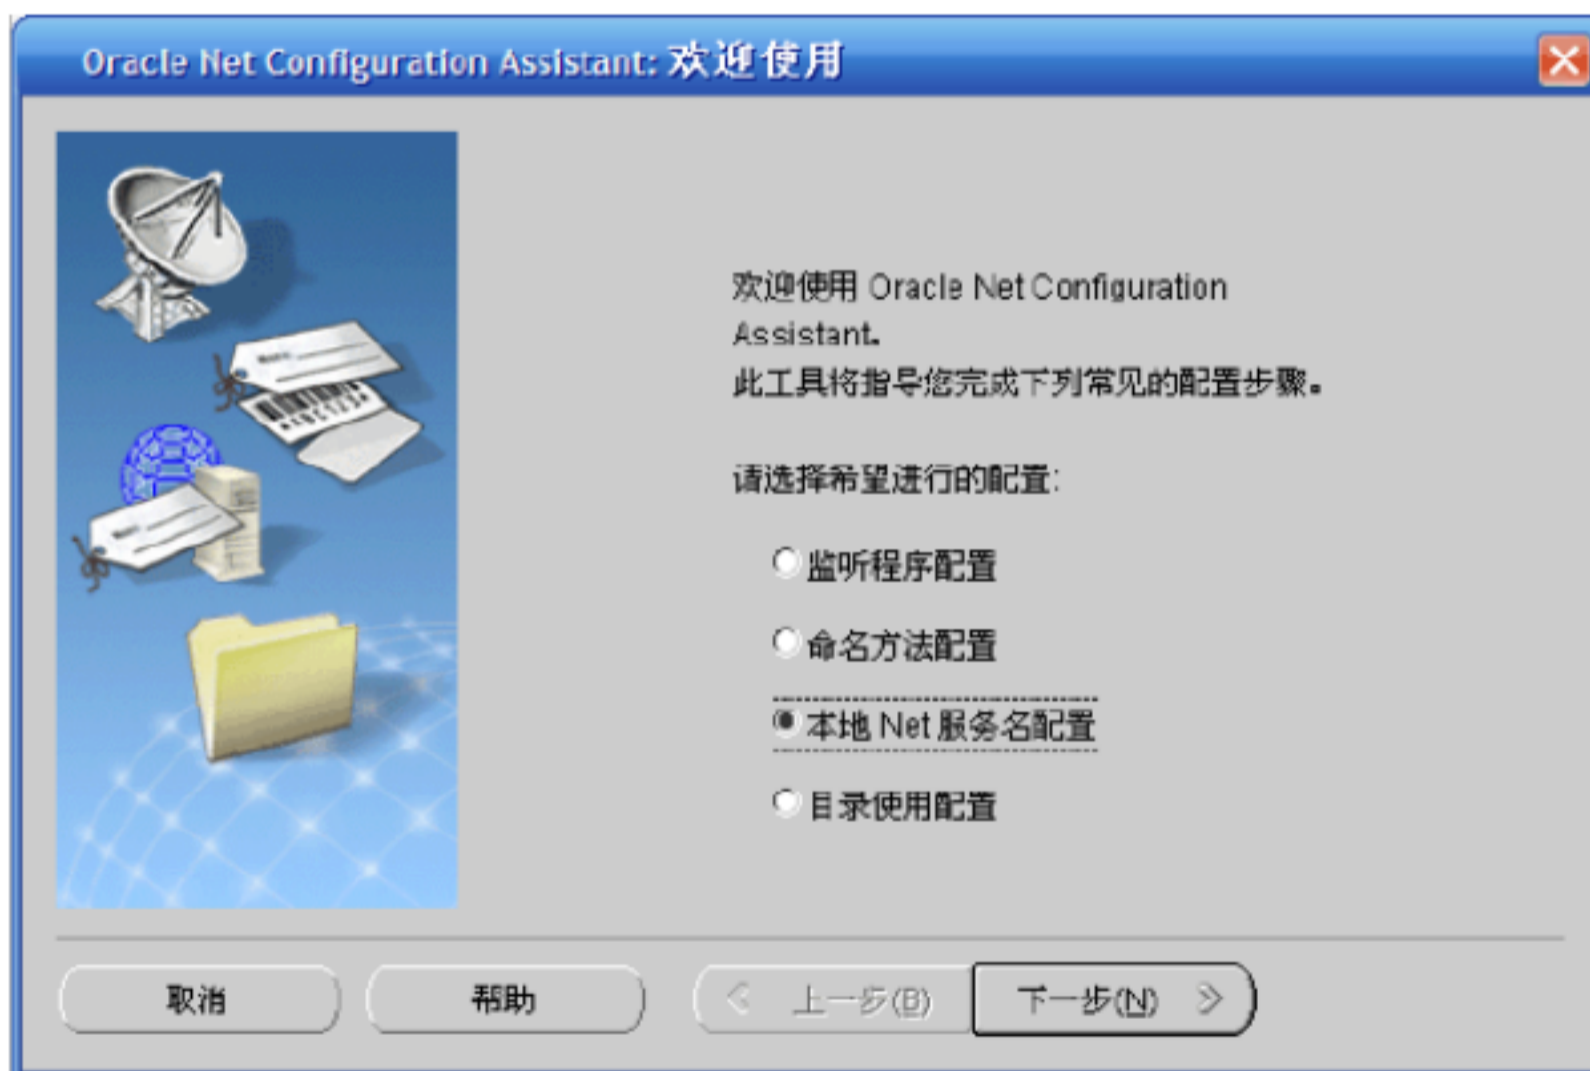 Oracle Net Configuration Assistant: 欢迎使用
欢迎使用 Oracle Net Configuration
Assistant.
此工具将指导您完成下列常见的配置步骤。
请选择希望进行的配置:
监听程序配置
命名方法配置
本地 Net 服务名配置
目录使用配置
取消
帮助
上一步(B)
下一步(N)